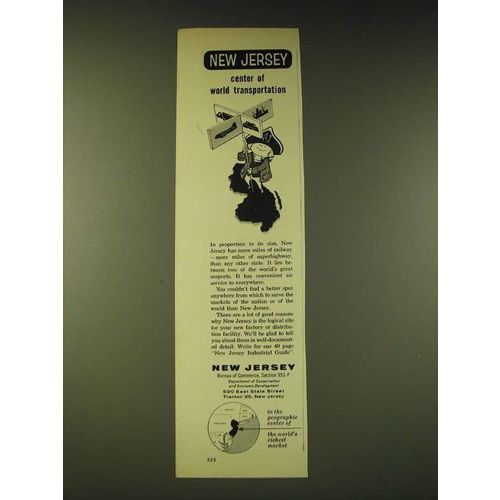 NEW JERSEY
center of
world transportation
In proportion to its size, New
Jersey has more miles of railway
—more miles of superhighway,
than any other state. It lies be-
tween two of the world's great
seaports. It has convenient air
service to everywhere.
You couldn't find a better spot
anywhere from which to serve the
markets of the nation or of the
world than New Jersey.
There are a lot of good reasons
why New Jersey is the logical site
for your new factory or distribu-
tion facility. We'll be glad to tell
you about them in well-document-
ed detail. Write for our 40 page
"New Jersey Industrial Guide".
NEW JERSEY
Bureau of Commerce, Section 951-P
Department of Conservation
and Economic Development
520 East State Street
Trenton 25, New Jersey
in the
geographic
center of
the world's
richest
market